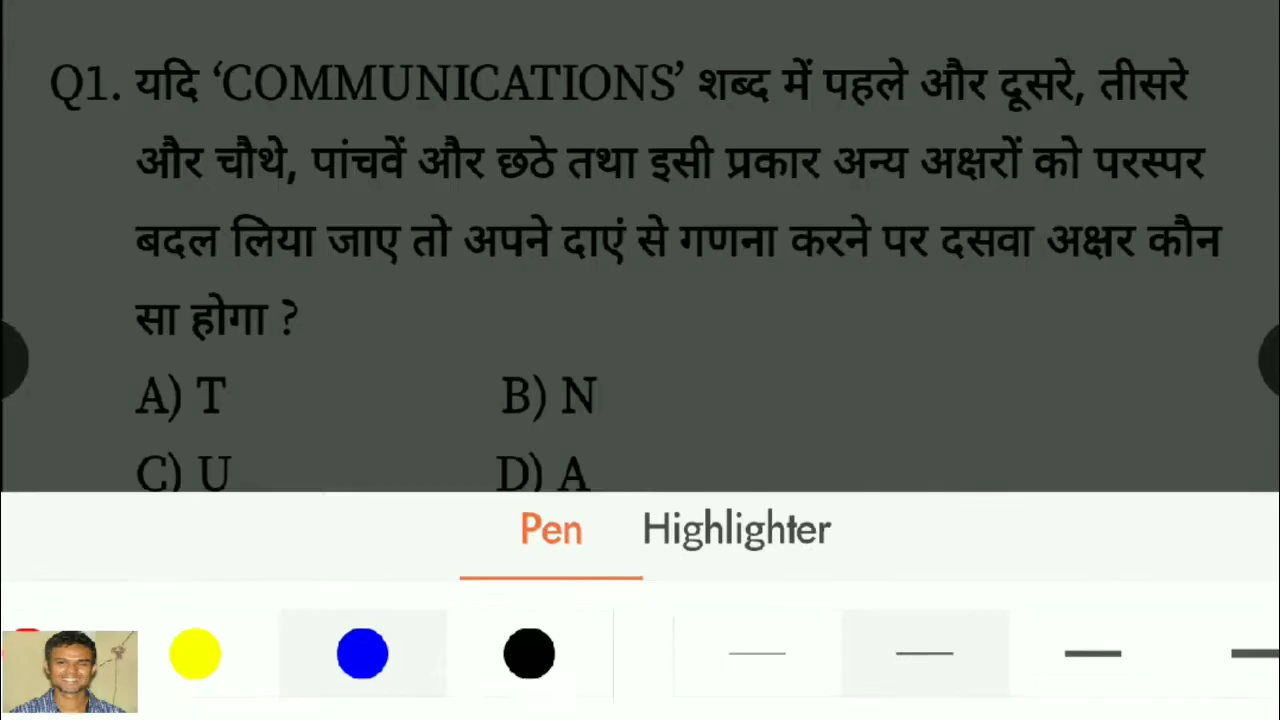 Q1. यदि ‘COMMUNICATIONS’ शब्द में पहले और दूसरे, तीसरे
और चौथे, पांचवें और छठे तथा इसी प्रकार अन्य अक्षरों को परस्पर
बदल लिया जाए तो अपने दाएं से गणना करने पर दसवा अक्षर कौन
सा होगा ?
A) T B) N
C) U D) A
Pen Highlighter